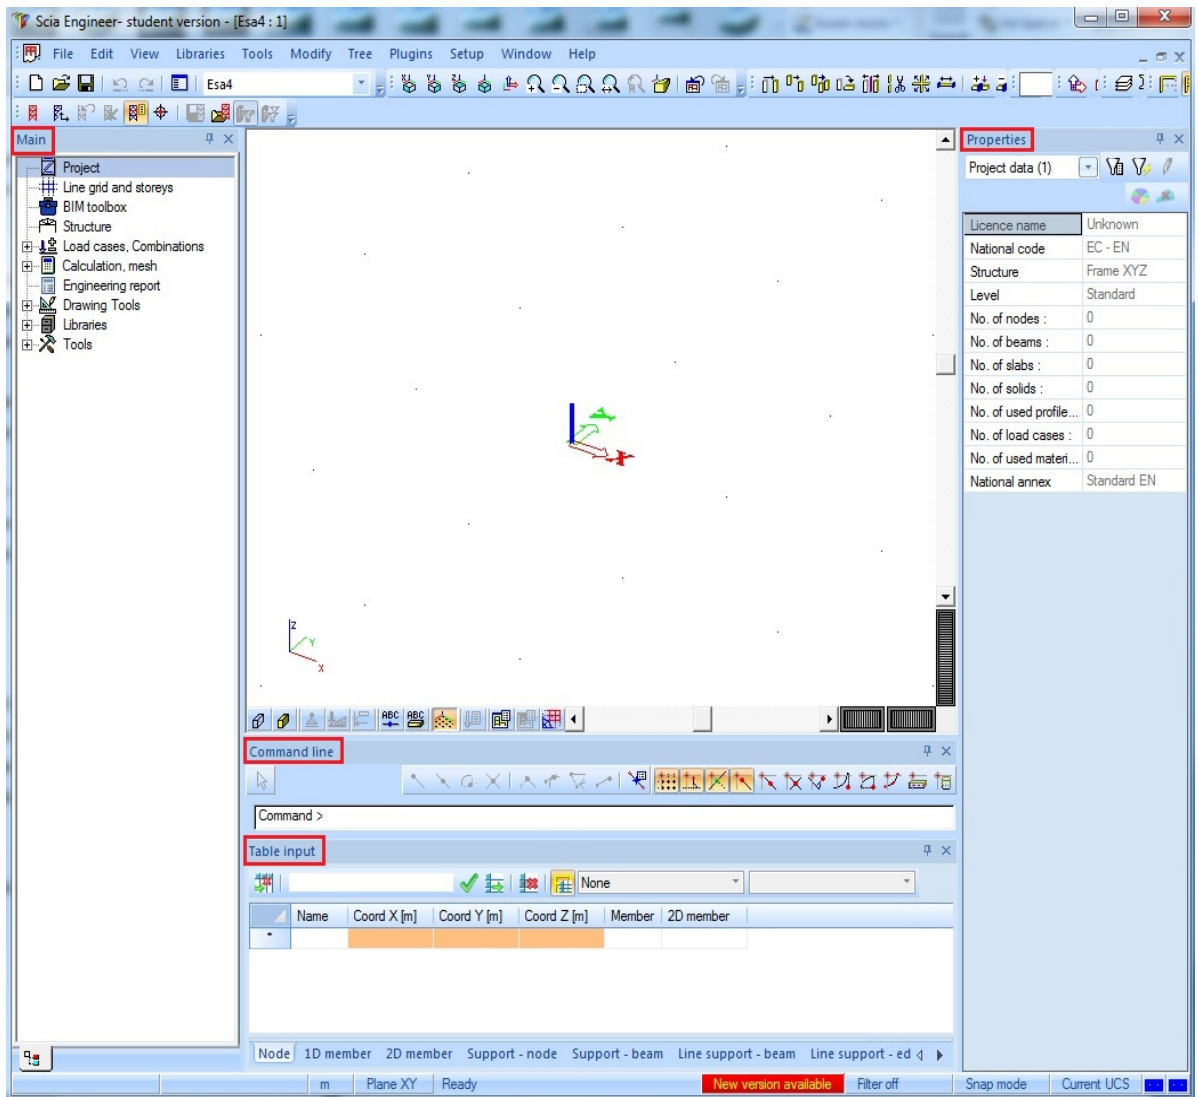 Scia Engineer- student version - [Esa4 : 1]
File Edit View Libraries Tools Modify Tree Plugins Setup Window Help
Esa4
Main
Project
Line grid and storeys
BIM toolbox
Structure
Load cases, Combinations
Calculation, mesh
Engineering report
Drawing Tools
Libraries
Tools
Y
X
Z
Y
X
ABC ABC
Command line
Command >
Table input
None
Name Coord X [m] Coord Y [m] Coord Z [m] Member 2D member
*
Node 1D member 2D member Support - node Support - beam Line support - beam Line support - ed
Properties
Project data (1)
Licence name Unknown
National code EC - EN
Structure Frame XYZ
Level Standard
No. of nodes : 0
No. of beams : 0
No. of slabs : 0
No. of solids : 0
No. of used profile... 0
No. of load cases : 0
No. of used materi... 0
National annex Standard EN
m Plane XY Ready New version available Filter off Snap mode Current UCS